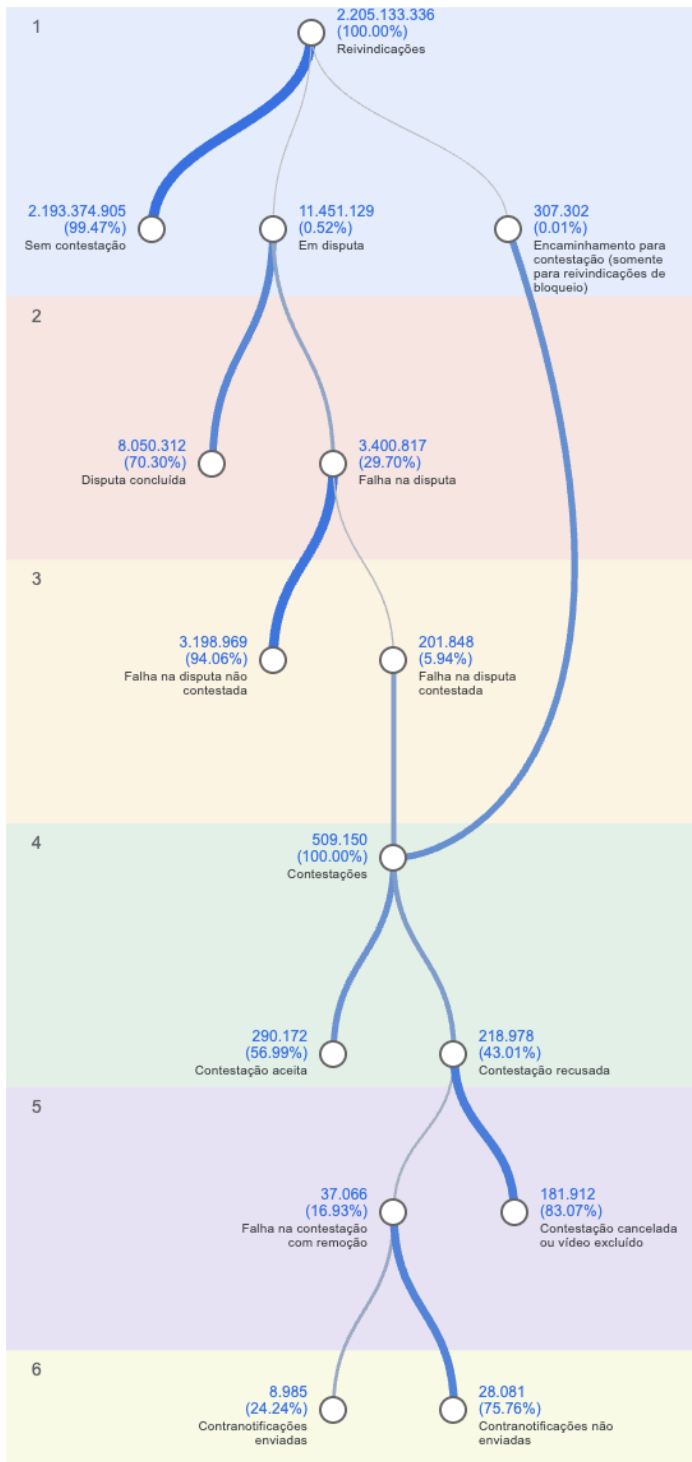 1
2.205.133.336
(100.00%)
Reivindicações
2.193.374.905
(99.47%)
Sem contestação
11.451.129
(0.52%)
Em disputa
307.302
(0.01%)
Encaminhamento para
contestação (somente
para reivindicações de
bloqueio)
2
8.050.312
(70.30%)
Disputa concluída
3.400.817
(29.70%)
Falha na disputa
3
3.198.969
(94.06%)
Falha na disputa não
contestada
201.848
(5.94%)
Falha na disputa
contestada
4
509.150
(100.00%)
Contestações
290.172
(56.99%)
Contestação aceita
218.978
(43.01%)
Contestação recusada
5
37.066
(16.93%)
Falha na contestação
com remoção
181.912
(83.07%)
Contestação cancelada
ou vídeo excluído
6
8.985
(24.24%)
Contranotificações
enviadas
28.081
(75.76%)
Contranotificações não
enviadas